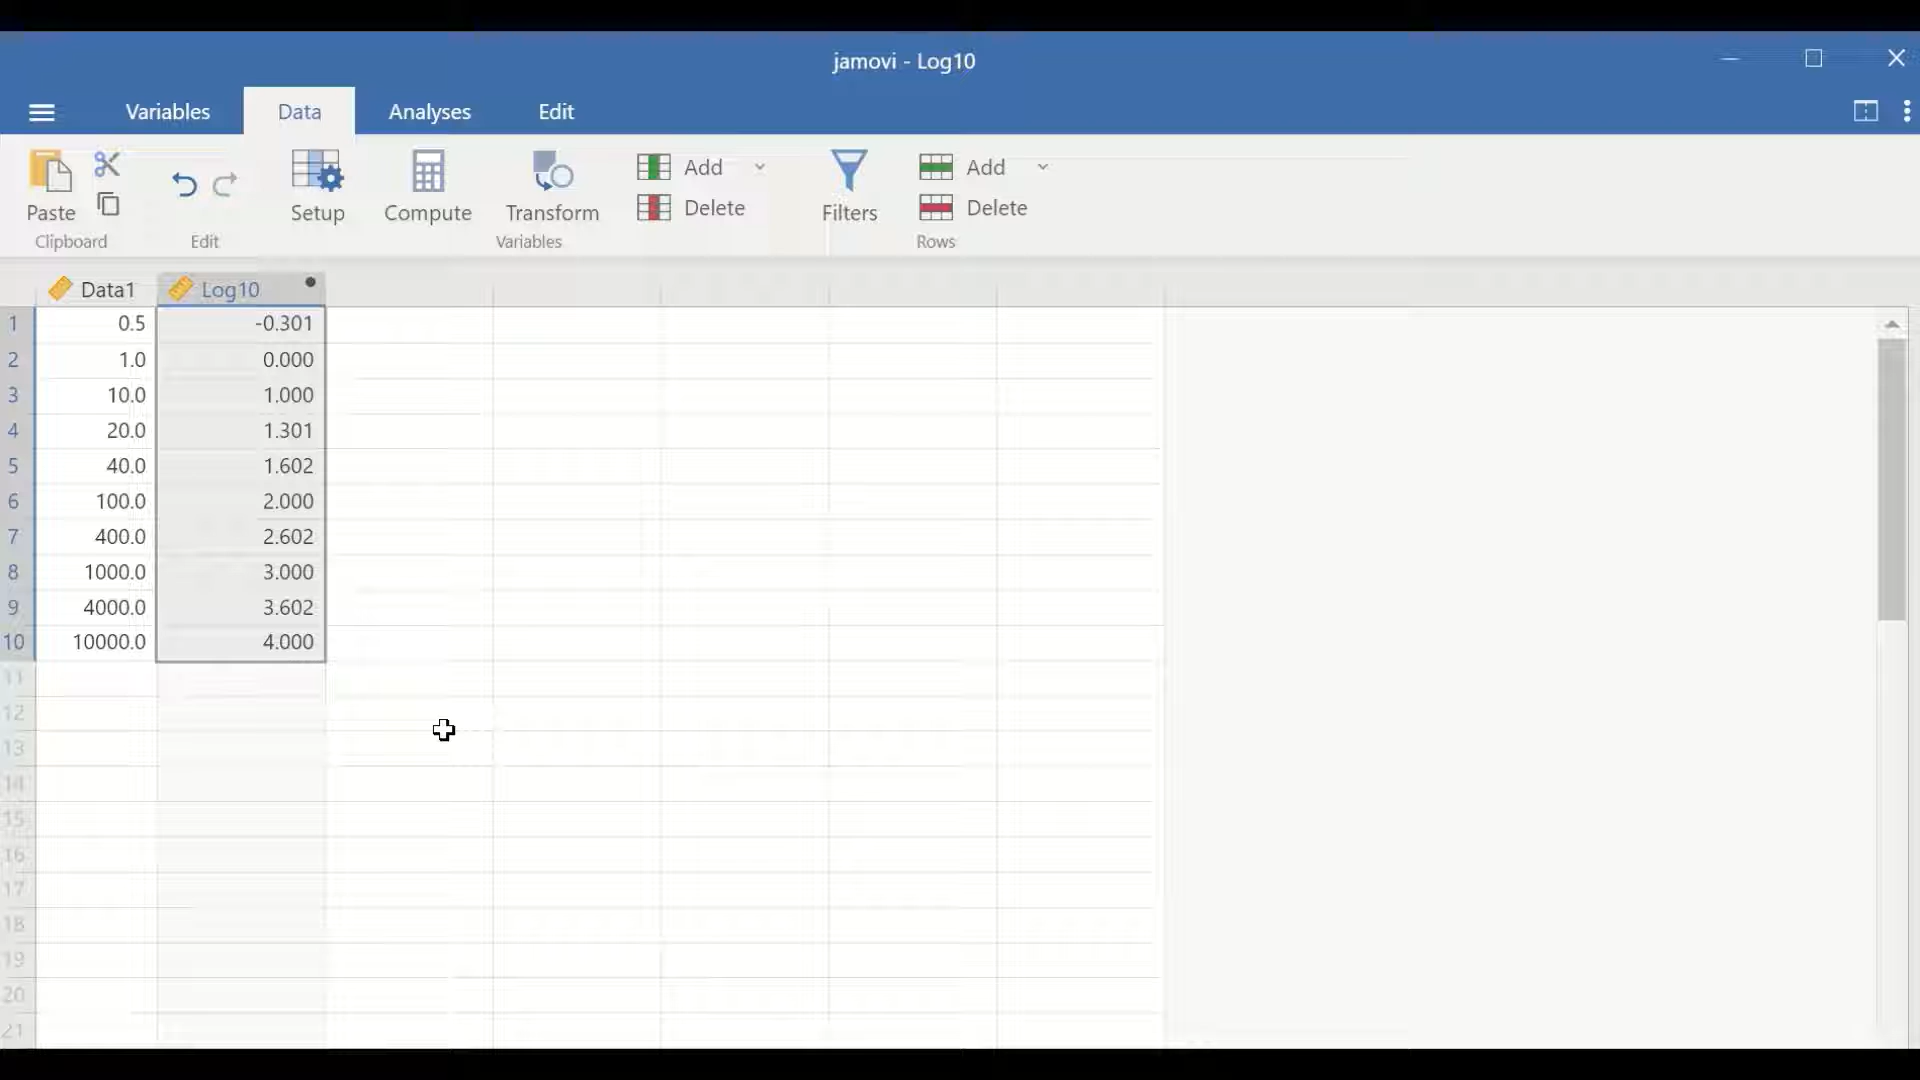 jamovi - Log10
Variables Data Analyses Edit
Paste Setup Compute Transform Add Delete Filters Add Delete
Clipboard Edit Variables Rows
Data1 Log10
1 0.5 -0.301
2 1.0 0.000
3 10.0 1.000
4 20.0 1.301
5 40.0 1.602
6 100.0 2.000
7 400.0 2.602
8 1000.0 3.000
9 4000.0 3.602
10 10000.0 4.000
11
12
13
14
15
16
17
18
19
20
21